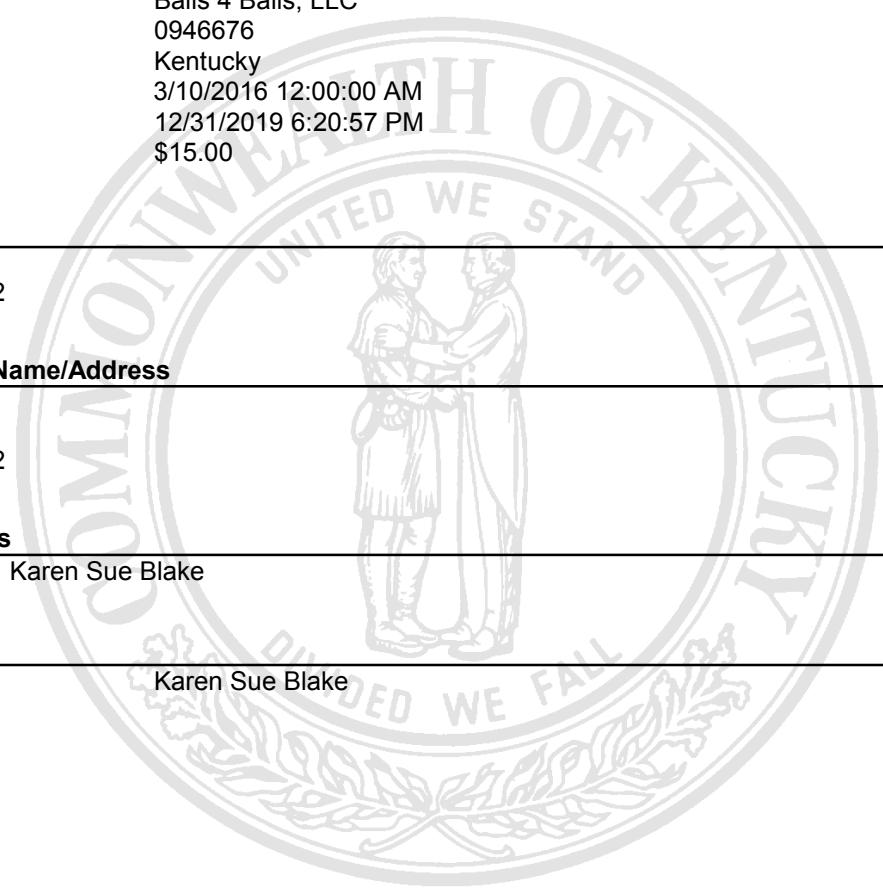 Balls 4 Balls, LLC
0946676
Kentucky
3/10/2016 12:00:00 AM
12/31/2019 6:20:57 PM
$15.00
COMMONWEALTH OF KENTUCKY
UNITED WE STAND
2
Name/Address
2
s
Karen Sue Blake
Karen Sue Blake
DIVIDED WE FALL